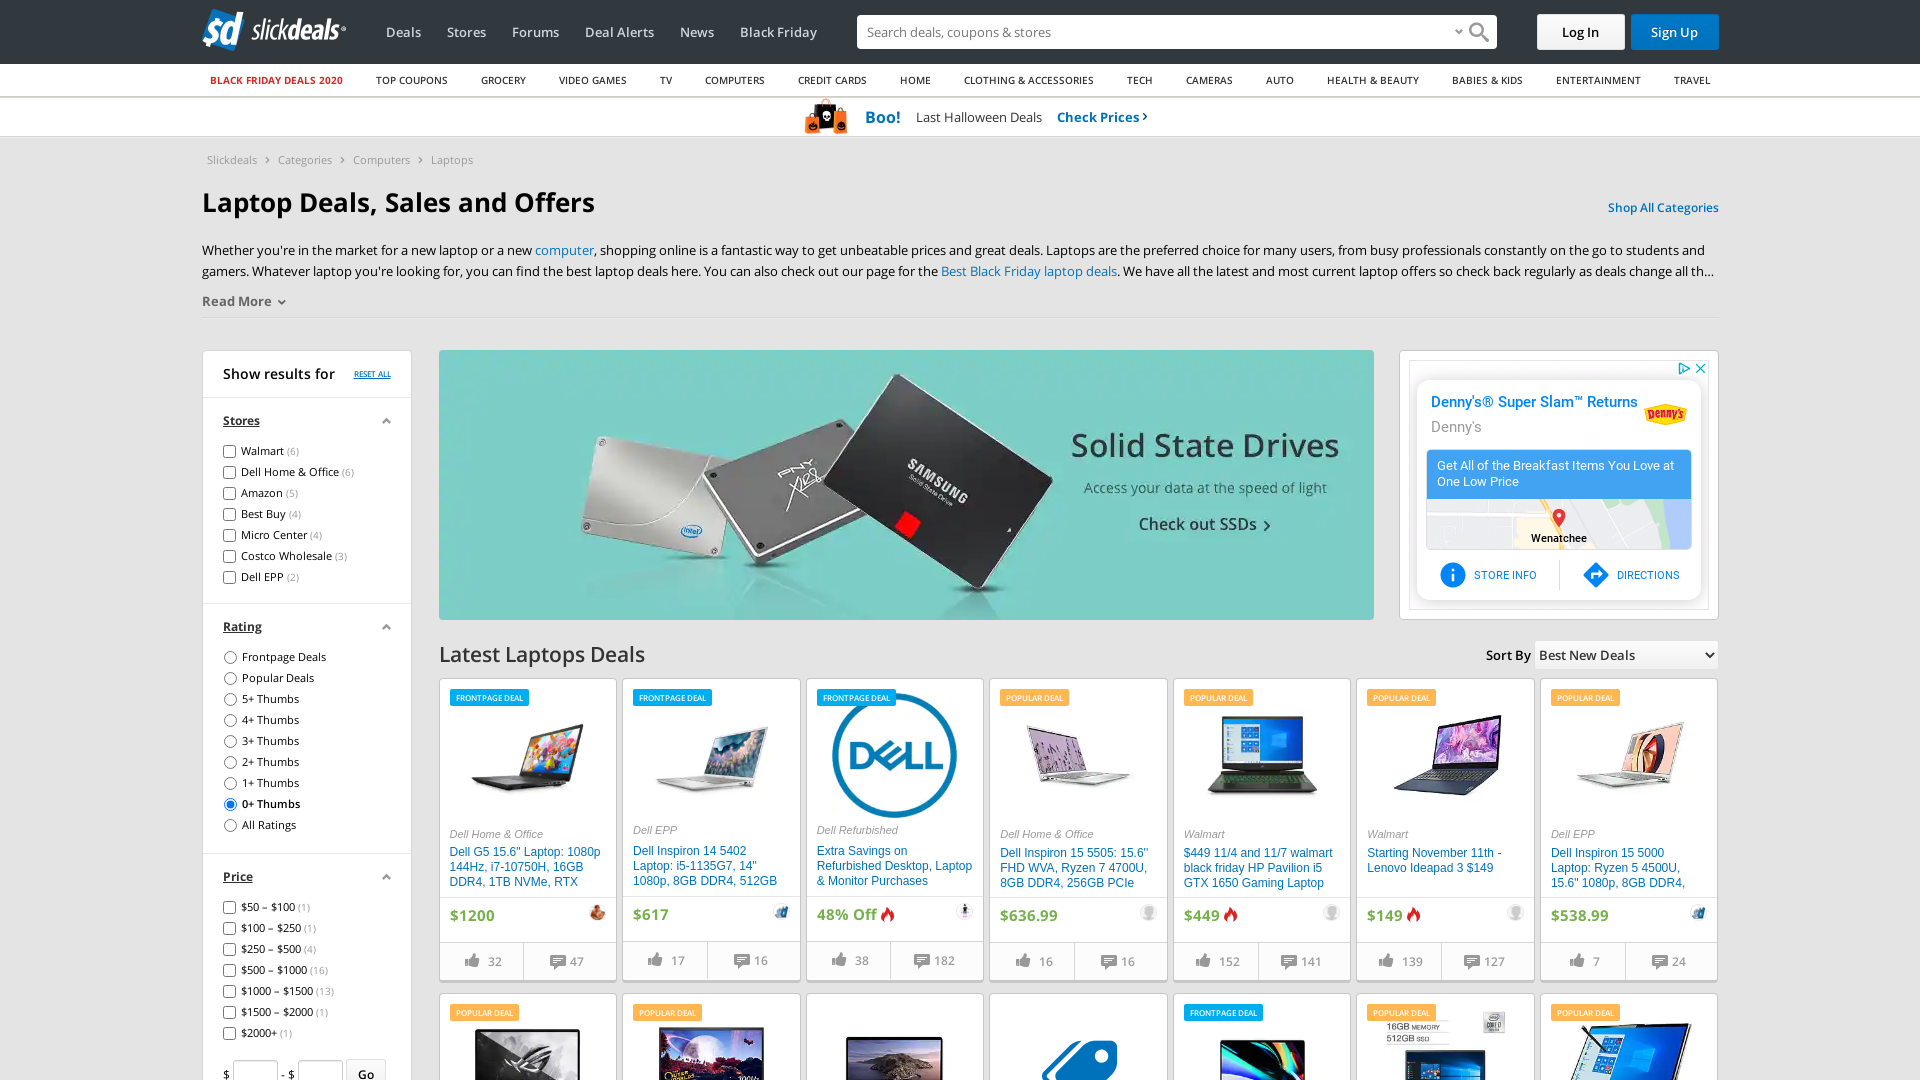 $d slickdeals
Deals Stores Forums Deal Alerts News Black Friday
Search deals, coupons & stores
Log In Sign Up
BLACK FRIDAY DEALS 2020 TOP COUPONS GROCERY VIDEO GAMES TV COMPUTERS CREDIT CARDS HOME CLOTHING & ACCESSORIES TECH CAMERAS AUTO HEALTH & BEAUTY BABIES & KIDS ENTERTAINMENT TRAVEL
Boo! Last Halloween Deals Check Prices ›
Slickdeals › Categories › Computers › Laptops
Laptop Deals, Sales and Offers
Shop All Categories
Whether you're in the market for a new laptop or a new computer, shopping online is a fantastic way to get unbeatable prices and great deals. Laptops are the preferred choice for many users, from busy professionals constantly on the go to students and
gamers. Whatever laptop you're looking for, you can find the best laptop deals here. You can also check out our page for the Best Black Friday laptop deals. We have all the latest and most current laptop offers so check back regularly as deals change all th…
Read More
Show results for RESET ALL
Stores
Walmart (6)
Dell Home & Office (6)
Amazon (5)
Best Buy (4)
Micro Center (4)
Costco Wholesale (3)
Dell EPP (2)
Rating
Frontpage Deals
Popular Deals
5+ Thumbs
4+ Thumbs
3+ Thumbs
2+ Thumbs
1+ Thumbs
0+ Thumbs
All Ratings
Price
$50 – $100 (1)
$100 – $250 (1)
$250 – $500 (4)
$500 – $1000 (16)
$1000 – $1500 (13)
$1500 – $2000 (1)
$2000+ (1)
$ - $ Go
intel
SAMSUNG
Solid State Drive
Solid State Drives
Access your data at the speed of light
Check out SSDs ›
Denny's® Super Slam™ Returns
Denny's
Denny's
Get All of the Breakfast Items You Love at
One Low Price
Wenatchee
STORE INFO DIRECTIONS
Latest Laptops Deals
Sort By Best New Deals
FRONTPAGE DEAL
Dell Home & Office
Dell G5 15.6" Laptop: 1080p
144Hz, i7-10750H, 16GB
DDR4, 1TB NVMe, RTX
$1200
32 47
FRONTPAGE DEAL
Dell EPP
Dell Inspiron 14 5402
Laptop: i5-1135G7, 14"
1080p, 8GB DDR4, 512GB
$617
17 16
FRONTPAGE DEAL
DELL
Dell Refurbished
Extra Savings on
Refurbished Desktop, Laptop
& Monitor Purchases
48% Off
38 182
POPULAR DEAL
Dell Home & Office
Dell Inspiron 15 5505: 15.6"
FHD WVA, Ryzen 7 4700U,
8GB DDR4, 256GB PCIe
$636.99
16 16
POPULAR DEAL
Walmart
$449 11/4 and 11/7 walmart
black friday HP Pavilion i5
GTX 1650 Gaming Laptop
$449
152 141
POPULAR DEAL
Walmart
Starting November 11th -
Lenovo Ideapad 3 $149
$149
139 127
POPULAR DEAL
Dell EPP
Dell Inspiron 15 5000
Laptop: Ryzen 5 4500U,
15.6" 1080p, 8GB DDR4,
$538.99
7 24
POPULAR DEAL
POPULAR DEAL
FRONTPAGE DEAL
POPULAR DEAL
16GB MEMORY
512GB SSD
POPULAR DEAL